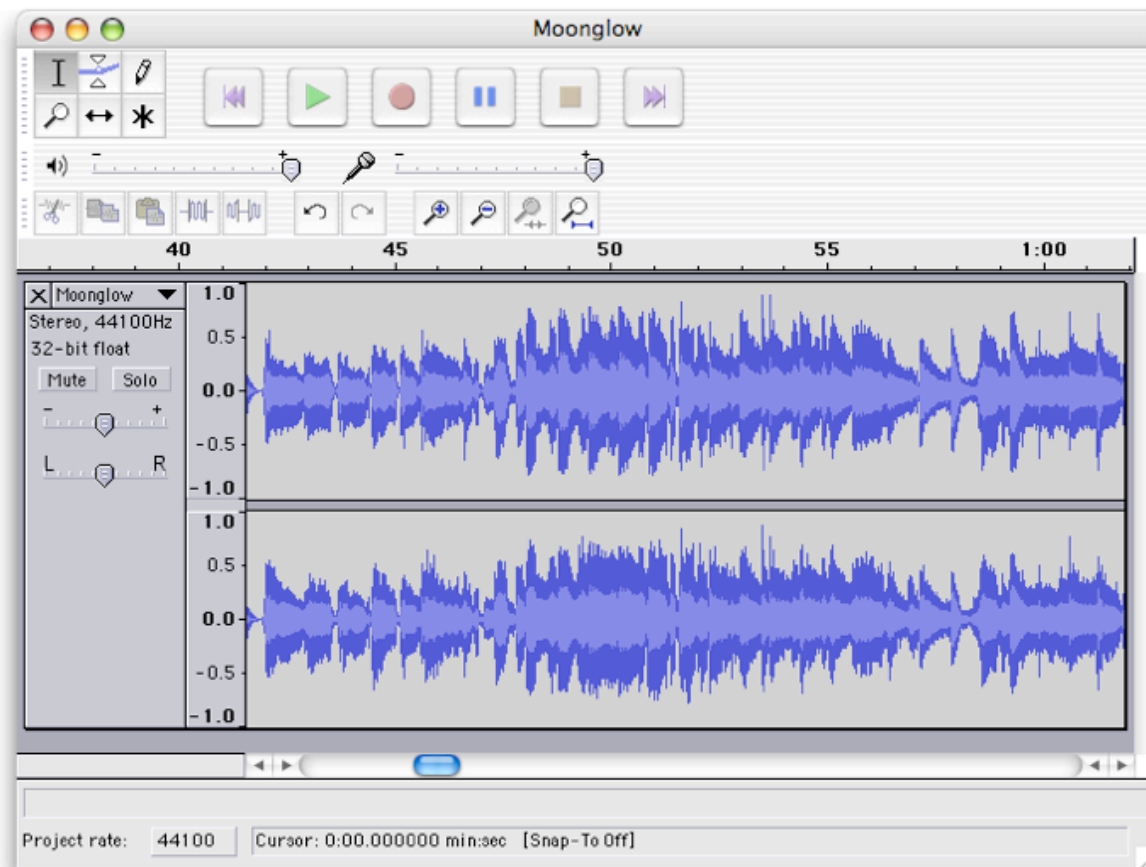 Moonglow
- + - +
40 45 50 55 1:00
X Moonglow
Stereo, 44100Hz
32-bit float
Mute Solo
- +
L R
1.0
0.5
0.0
-0.5
-1.0
1.0
0.5
0.0
-0.5
-1.0
Project rate: 44100 Cursor: 0:00.000000 min:sec [Snap-To Off]